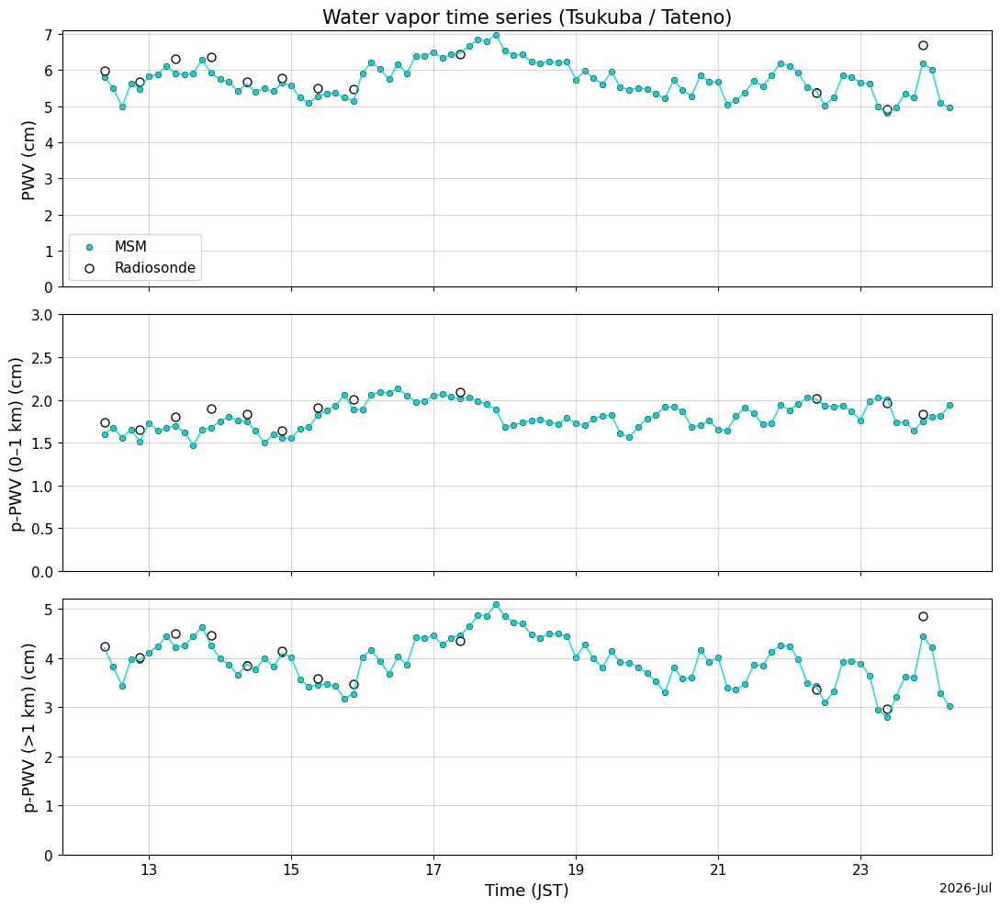 Water vapor time series (Tsukuba / Tateno)
7
6
5
4
3
2
1
0
PWV (cm)
MSM
Radiosonde
3.0
2.5
2.0
1.5
1.0
0.5
0.0
p-PWV (0–1 km) (cm)
5
4
3
2
1
0
p-PWV (>1 km) (cm)
13 15 17 19 21 23
Time (JST)
2026-Jul